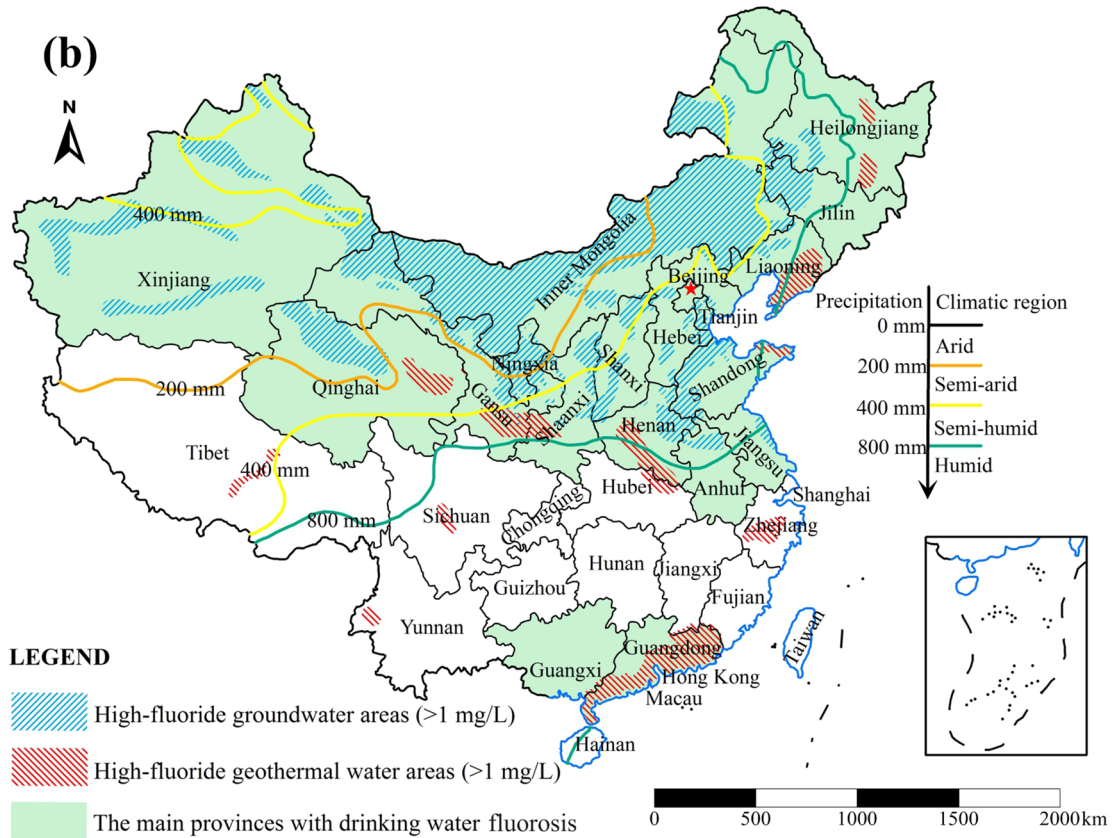 (b)
N
Heilongjiang
400 mm
Jilin
Xinjiang
Inner Mongolia
Beijing
Liaoning
Tianjin
Hebei
Ningxia
Shanxi
Shandong
200 mm
Qinghai
Gansu
Shaanxi
Henan
Jiangsu
Tibet
400 mm
Hubei
Anhui
Shanghai
800 mm
Sichuan
Chongqing
Zhejiang
Hunan
Jiangxi
Guizhou
Fujian
Yunnan
Taiwan
Guangdong
Guangxi
Hong Kong
Macau
Hainan
Precipitation
Climatic region
0 mm
Arid
200 mm
Semi-arid
400 mm
Semi-humid
800 mm
Humid
LEGEND
High-fluoride groundwater areas (>1 mg/L)
High-fluoride geothermal water areas (>1 mg/L)
The main provinces with drinking water fluorosis
0 500 1000 1500 2000km